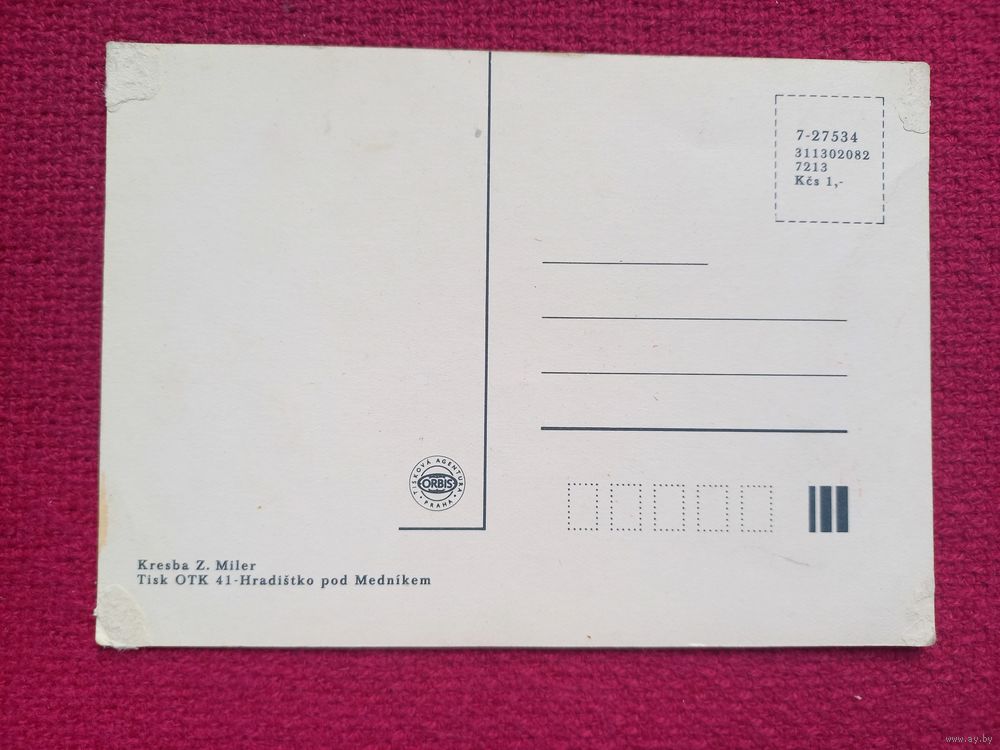 7-27534
311302082
7213
Kčs 1,-
TISKOVÁ AGENTURA
ORBIS
PRAHA
Kresba Z. Miler
Tisk OTK 41-Hradištko pod Medníkem
www.ay.by